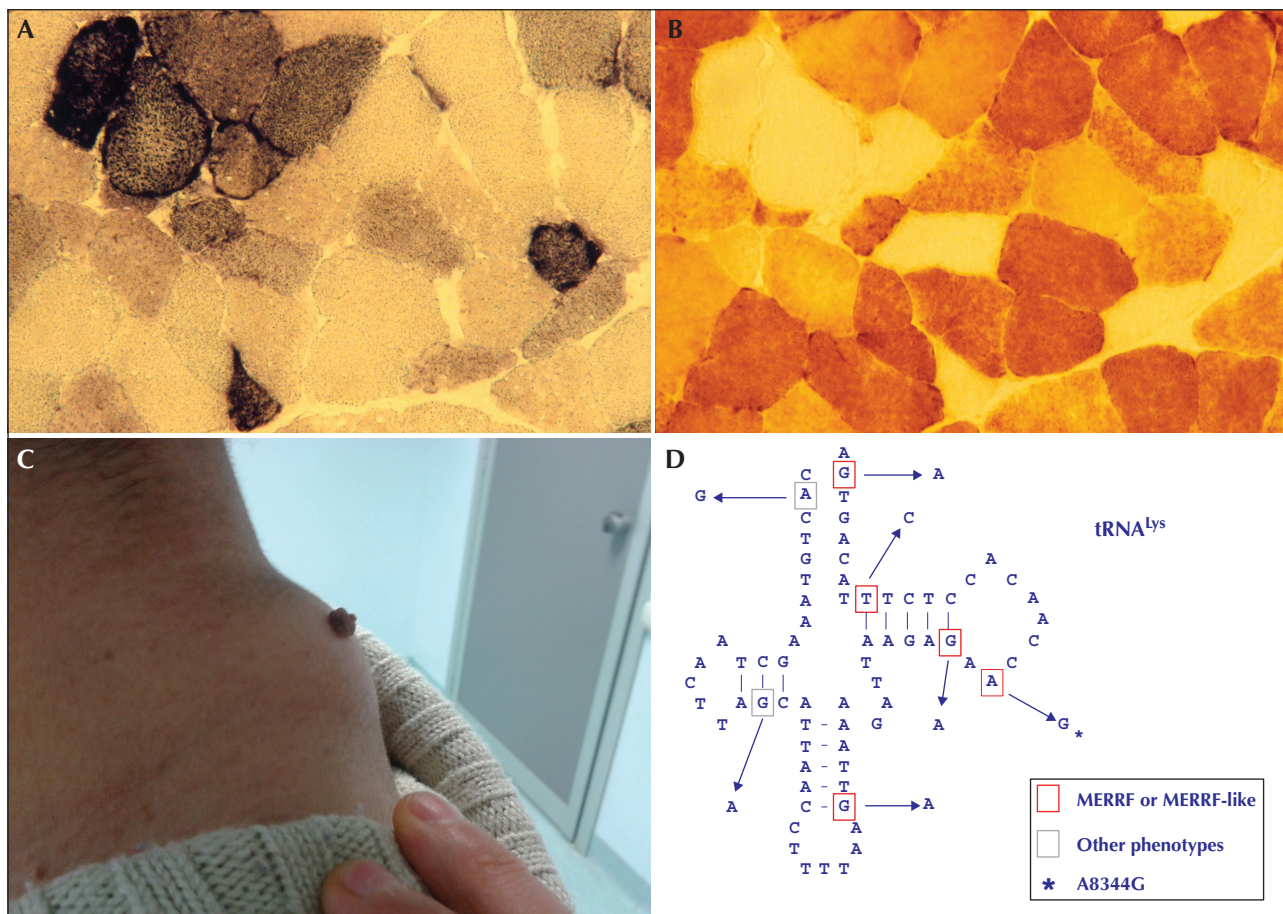 A
B
C
D
A
C G A
G A T
C G C
tRNA^Lys
T A
G C A
T A C A
A T T T C T C A
A A
A A A A G A G C
A T C G T A C
C T A
T A G C A A
T T A G A G*
T A
A T
A T
A C G A
C A
T A T
T T T
MERRF or MERRF-like
Other phenotypes
* A8344G